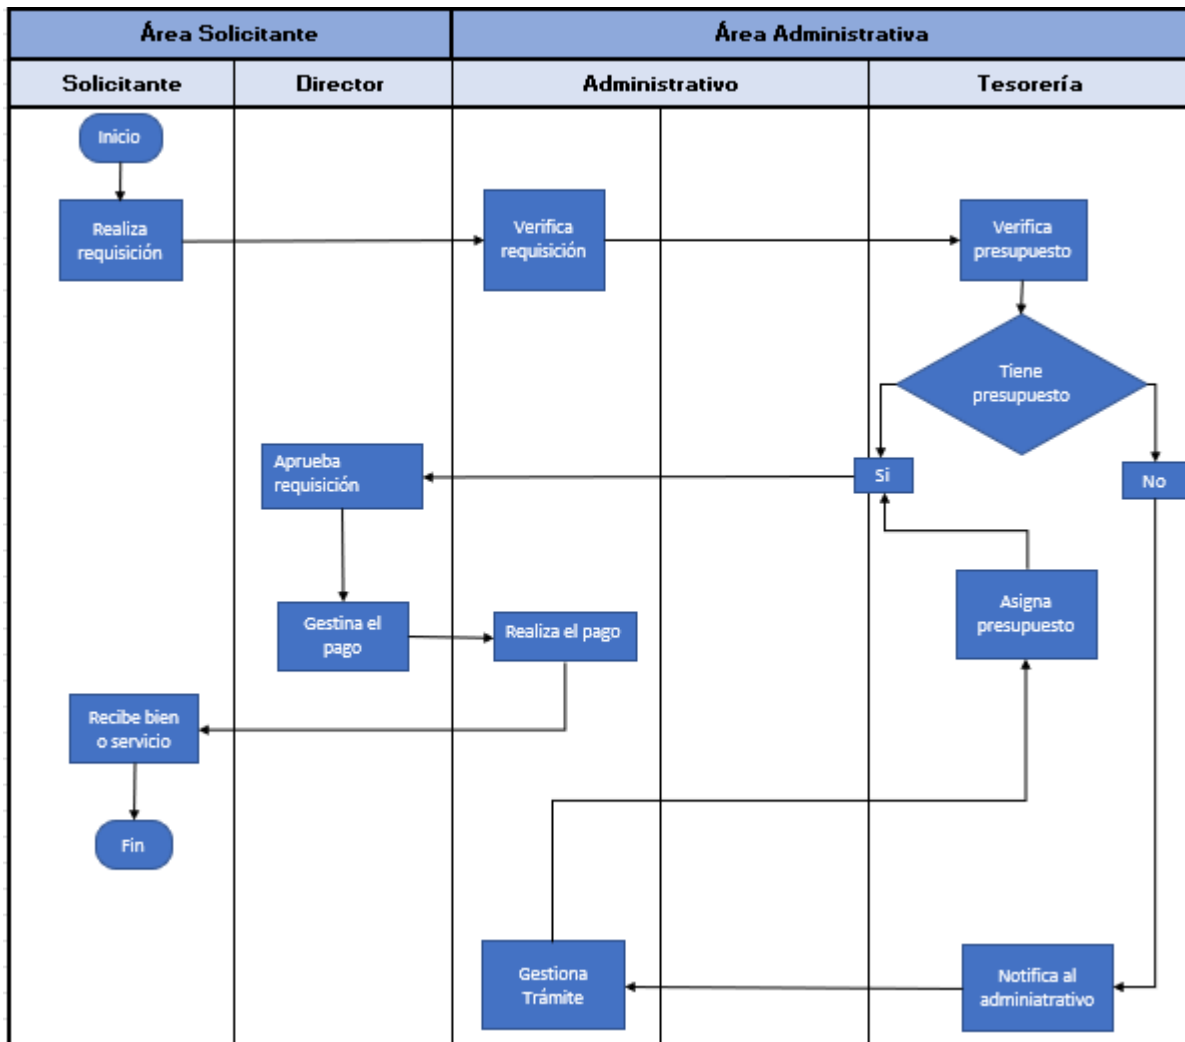 Área Solicitante
Área Administrativa
Solicitante
Director
Administrativo
Tesorería
Inicio
Realiza
requisición
Verifica
requisición
Verifica
presupuesto
Tiene
presupuesto
Aprueba
requisición
Si
No
Gestina el
pago
Realiza el pago
Asigna
presupuesto
Recibe bien
o servicio
Fin
Gestiona
Trámite
Notifica al
adminiatrativo